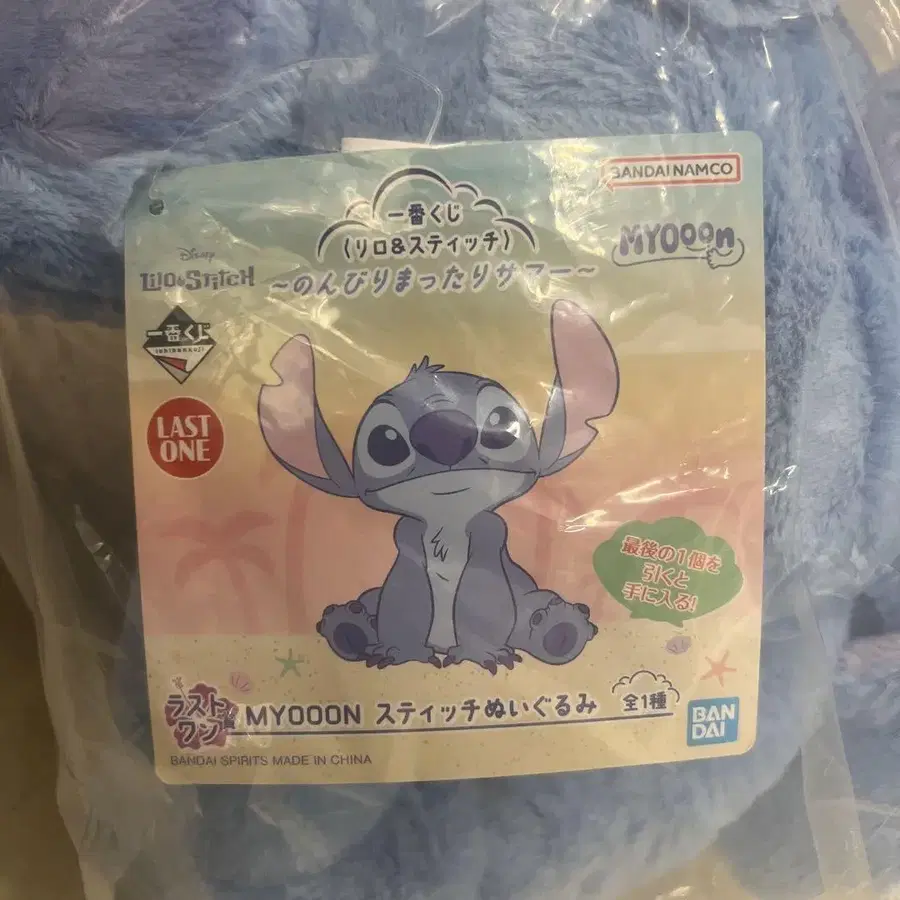 BANDAI NAMCO
一番くじ
(リロ&スティッチ)
MYOOON
Disney
LILO & STITCH
~のんびりまったりサマー~
一番くじ
ICHIBANKUJI
LAST
ONE
最後の1個を
引くと
手に入る!
ラスト
ワン賞
MYOOON スティッチぬいぐるみ
全1種
BAN
DAI
BANDAI SPIRITS MADE IN CHINA